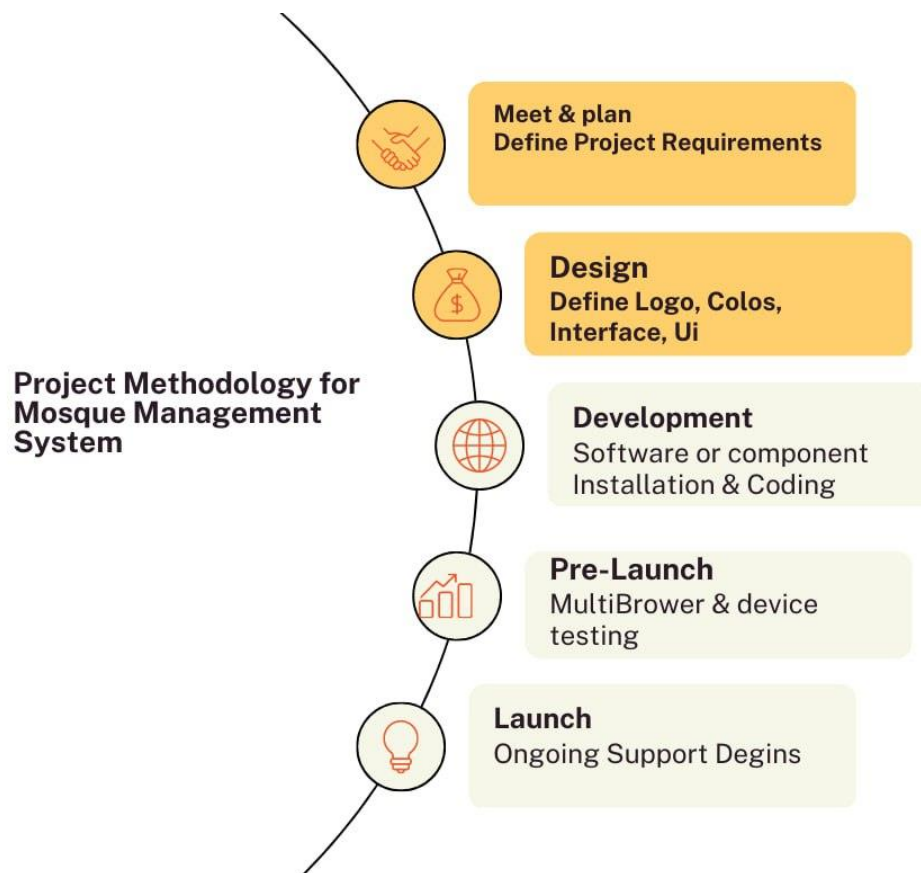 Meet & plan
Define Project Requirements
Design
Define Logo, Colos,
Interface, Ui
Project Methodology for
Mosque Management
System
Development
Software or component
Installation & Coding
Pre-Launch
MultiBrower & device
testing
Launch
Ongoing Support Degins
$